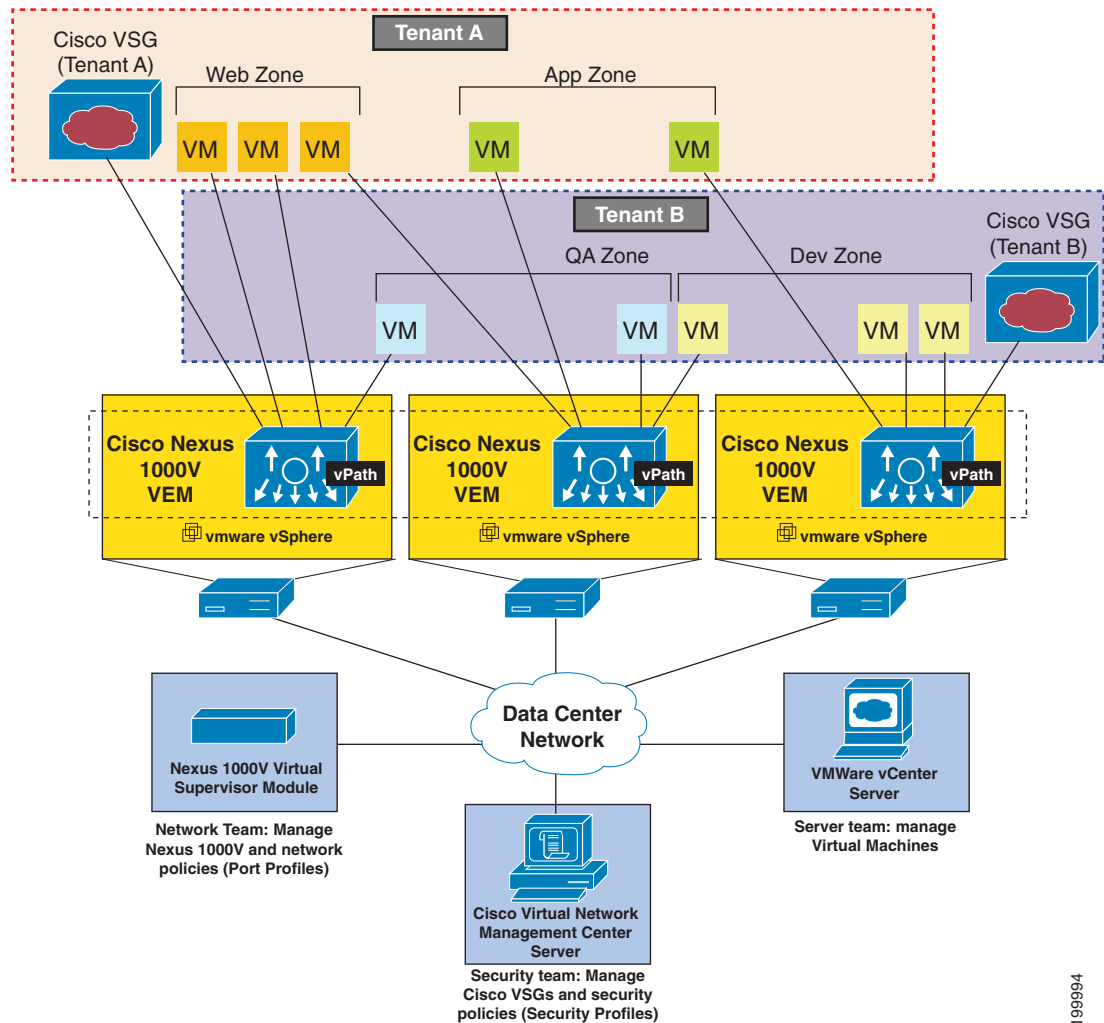 Tenant A
Cisco VSG
(Tenant A)
Web Zone
App Zone
VM
VM
VM
VM
VM
Tenant B
Cisco VSG
(Tenant B)
QA Zone
Dev Zone
VM
VM
VM
VM
VM
Cisco Nexus
1000V
VEM
vPath
vmware vSphere
Cisco Nexus
1000V
VEM
vPath
vmware vSphere
Cisco Nexus
1000V
VEM
vPath
vmware vSphere
Data Center
Network
Nexus 1000V Virtual
Supervisor Module
Network Team: Manage
Nexus 1000V and network
policies (Port Profiles)
VMWare vCenter
Server
Server team: manage
Virtual Machines
Cisco Virtual Network
Management Center
Server
Security team: Manage
Cisco VSGs and security
policies (Security Profiles)
199994